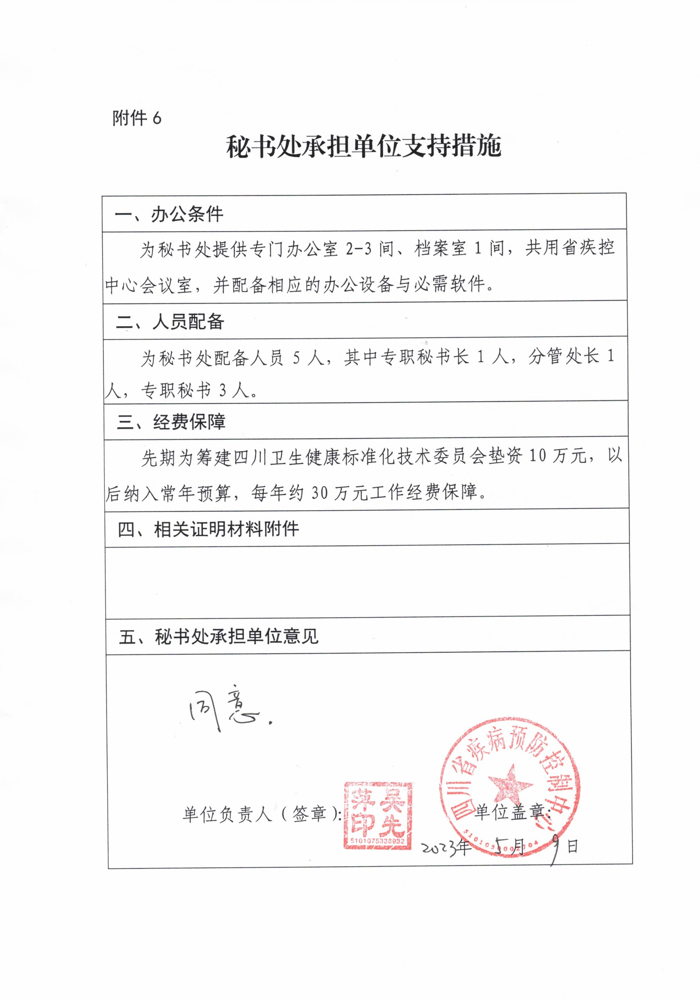 附件 6
秘书处承担单位支持措施
一、办公条件
为秘书处提供专门办公室 2-3 间、档案室 1 间，共用省疾控
中心会议室，并配备相应的办公设备与必需软件。
二、人员配备
为秘书处配备人员 5 人，其中专职秘书长 1 人，分管处长 1
人，专职秘书 3 人。
三、经费保障
先期为筹建四川卫生健康标准化技术委员会垫资 10 万元，以
后纳入常年预算，每年约 30 万元工作经费保障。
四、相关证明材料附件
五、秘书处承担单位意见
同意.
四川省疾病预防控制中心
单位负责人（签章）:
吴先
萍印
5101075338932
单位盖章:
2023年 5月 9日